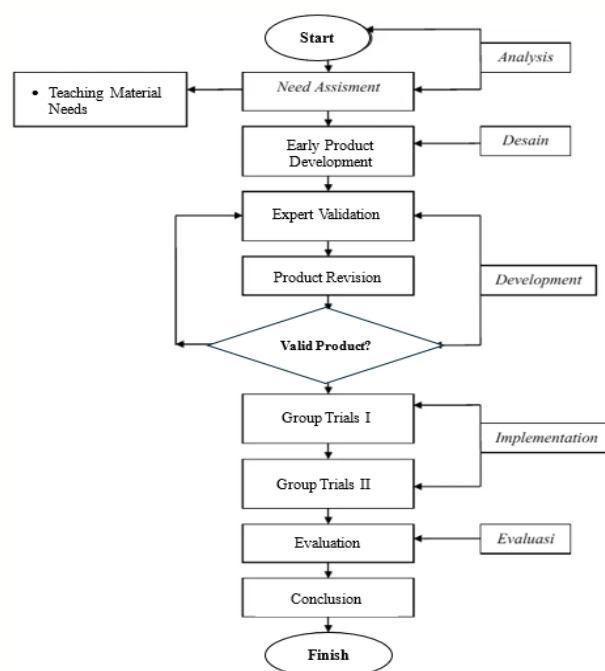 Start
Analysis
Need Assisment
• Teaching Material
Needs
Early Product
Development
Desain
Expert Validation
Product Revision
Development
Valid Product?
Group Trials I
Implementation
Group Trials II
Evaluation
Evaluasi
Conclusion
Finish